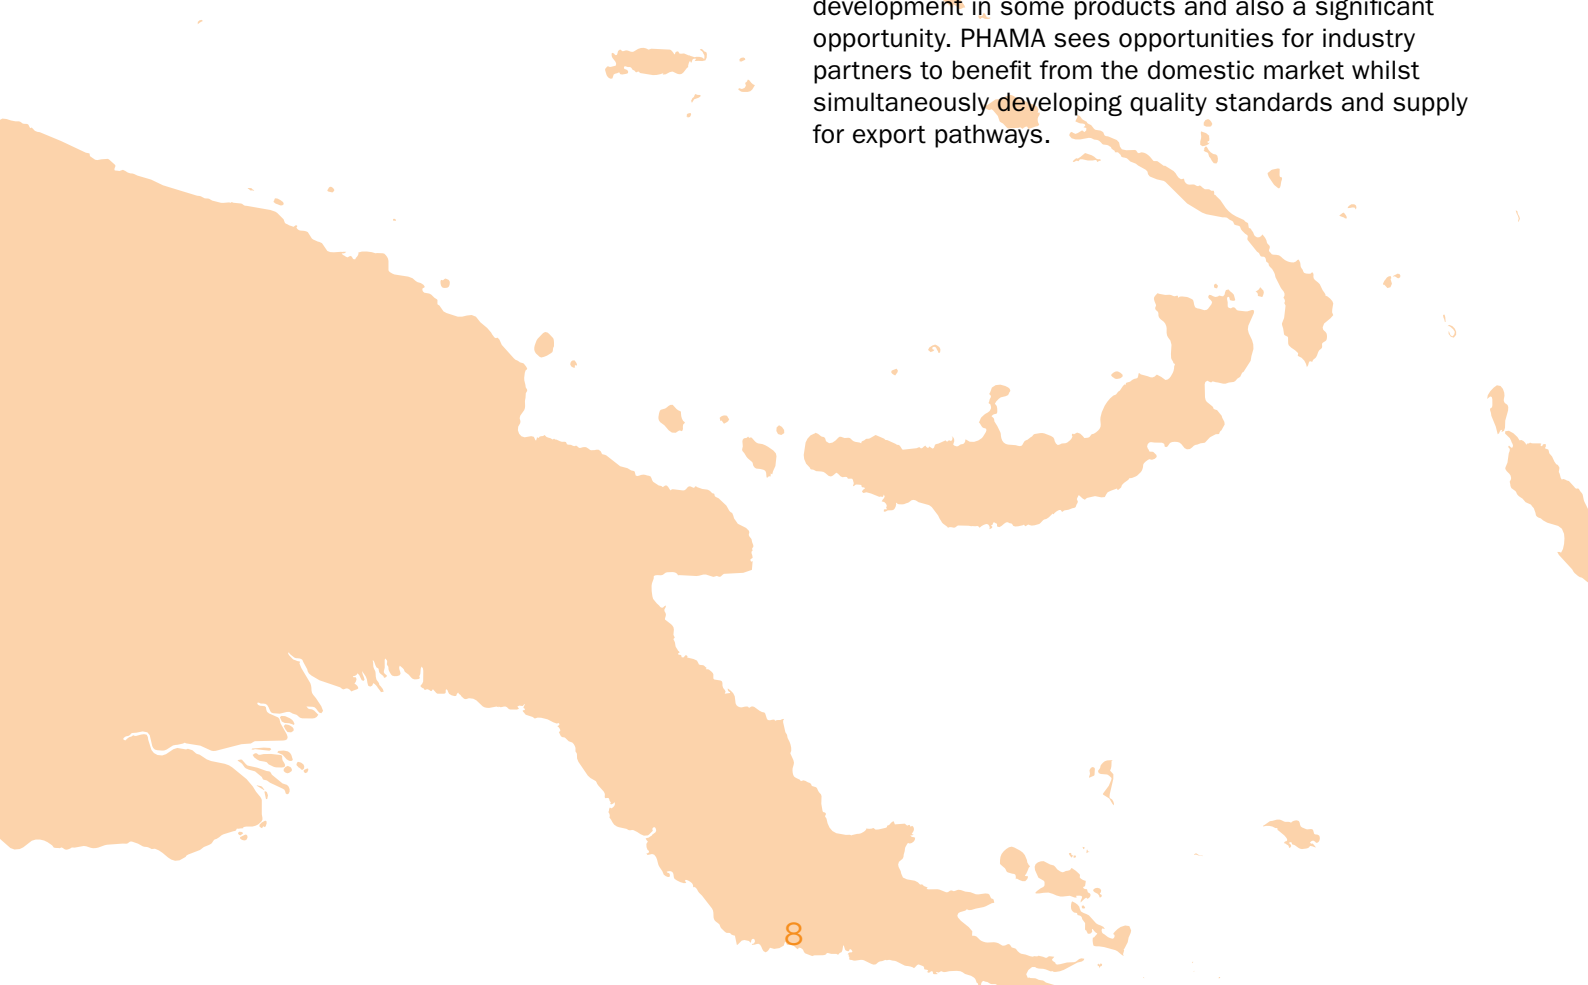 development in some products and also a significant
opportunity. PHAMA sees opportunities for industry
partners to benefit from the domestic market whilst
simultaneously developing quality standards and supply
for export pathways.
8